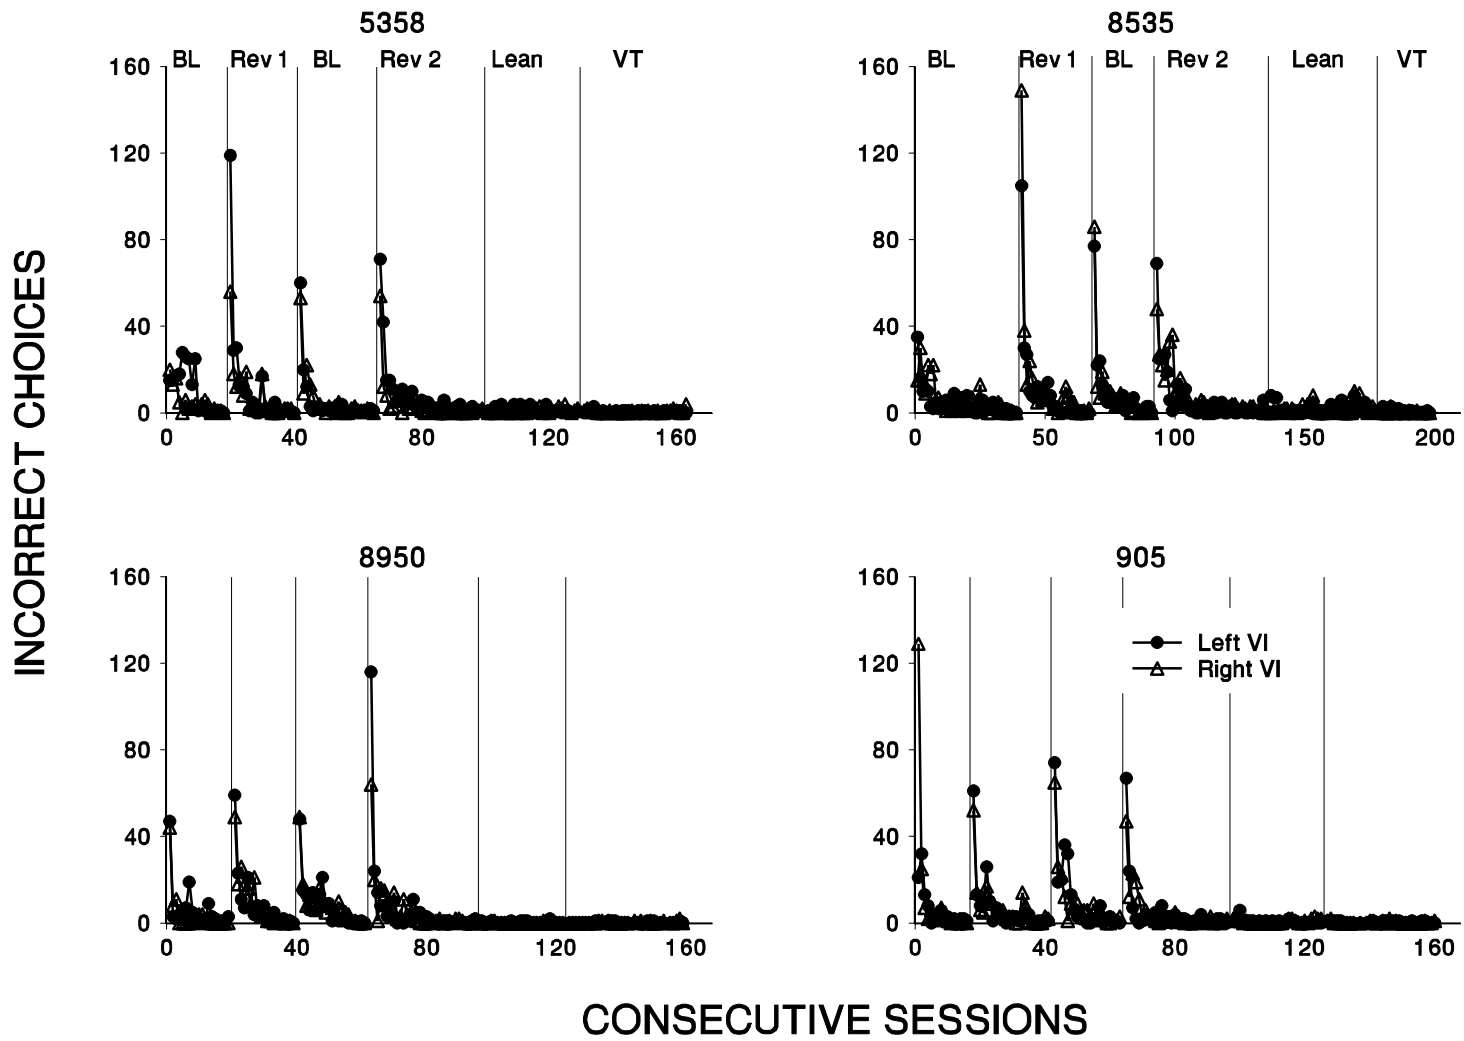 5358
BL Rev 1 BL Rev 2 Lean VT
160
120
80
40
0
0 40 80 120 160
8535
BL Rev 1 BL Rev 2 Lean VT
160
120
80
40
0
0 50 100 150 200
INCORRECT CHOICES
8950
160
120
80
40
0
0 40 80 120 160
905
160
120
80
40
0
0 40 80 120 160
Left VI
Right VI
CONSECUTIVE SESSIONS